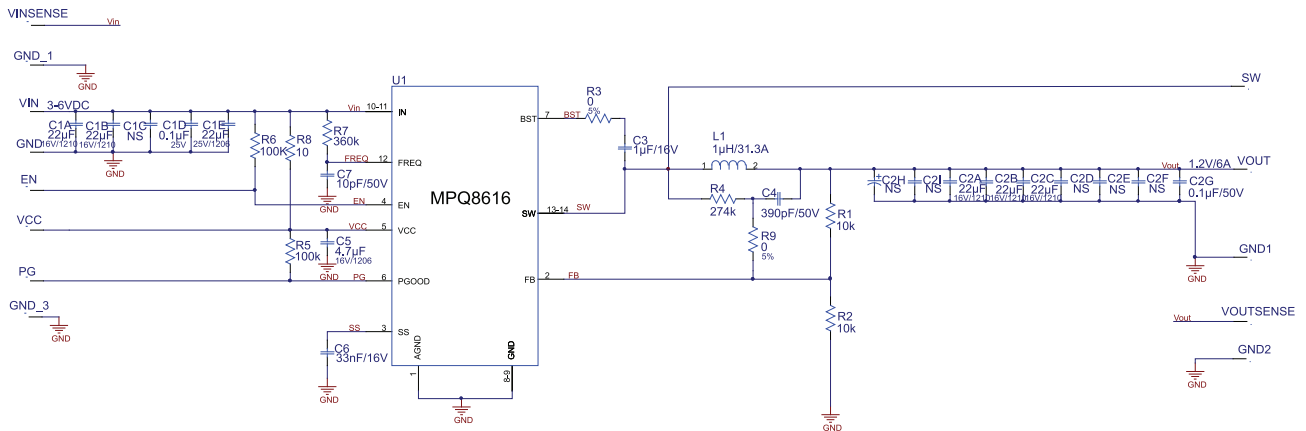 VINSENSE
Vin
GND_1
GND
VIN 3-6VDC
C1A
22µF
16V/1210
C1B
22µF
16V/1210
C1C
NS
C1D
0.1µF
25V
C1E
22µF
25V/1206
GND
GND
EN
VCC
PG
GND_3
GND
R6
100K
R8
10
R7
360k
Vin
10-11
IN
FREQ
12
FREQ
C7
10pF/50V
GND
EN
4
EN
VCC
5
VCC
R5
100k
C5
4.7µF
16V/1206
GND
PG
6
PGOOD
SS
3
SS
C6
33nF/16V
GND
U1
MPQ8616
BST
7
BST
SW
13-14
SW
FB
2
FB
AGND
1
GND
8-9
GND
R3
0
5%
C3
1µF/16V
L1
1µH/31.3A
1
2
R4
274k
C4
390pF/50V
R9
0
5%
R1
10k
R2
10k
GND
SW
Vout
1.2V/6A
VOUT
+
C2H
NS
C2I
NS
C2A
22µF
16V/1210
C2B
22µF
16V/1210
C2C
22µF
16V/1210
C2D
NS
C2E
NS
C2F
NS
C2G
0.1µF/50V
GND1
GND
Vout
VOUTSENSE
GND2
GND